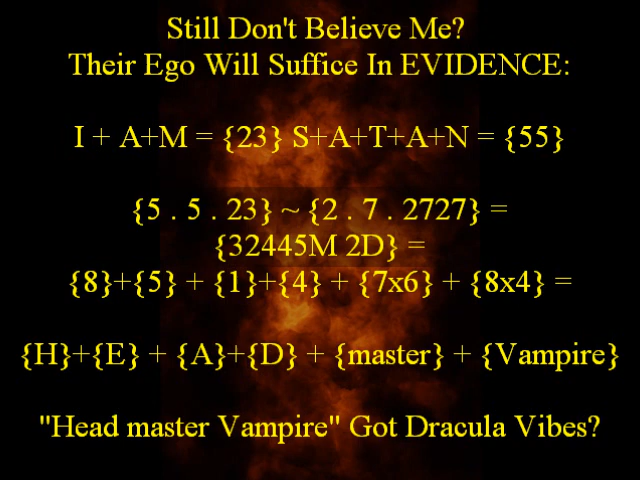 Still Don't Believe Me?
Their Ego Will Suffice In EVIDENCE:
I + A+M = {23} S+A+T+A+N = {55}
{5 . 5 . 23} ~ {2 . 7 . 2727} =
{32445M 2D} =
{8}+{5} + {1}+{4} + {7x6} + {8x4} =
{H}+{E} + {A}+{D} + {master} + {Vampire}
"Head master Vampire" Got Dracula Vibes?